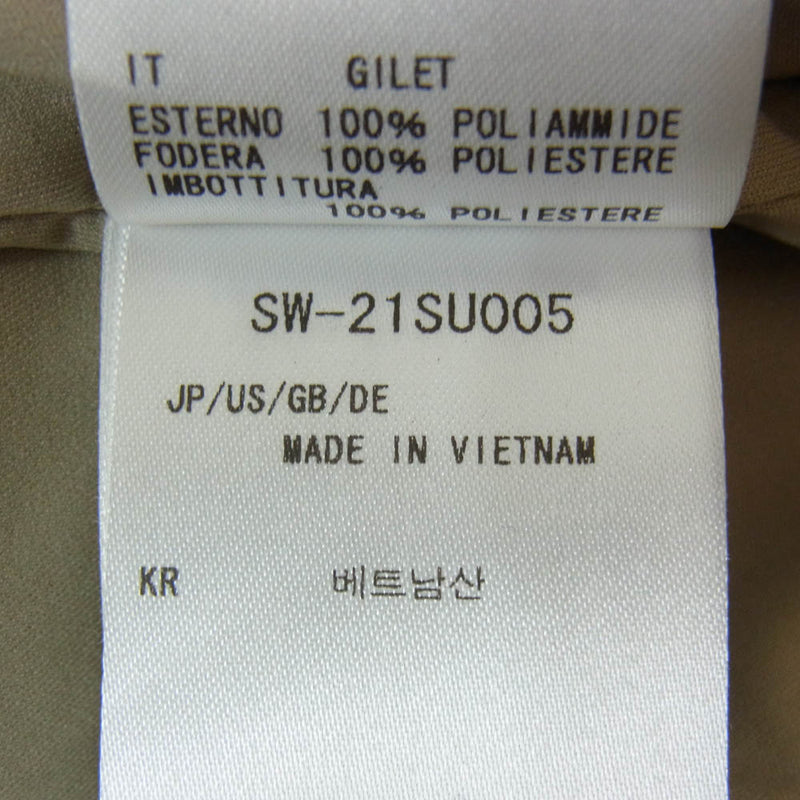 IT GILET
ESTERNO 100% POLIAMMIDE
FODERA 100% POLIESTERE
IMBOTTITURA
100% POLIESTERE
SW-21SU005
JP/US/GB/DE
MADE IN VIETNAM
KR 베트남산